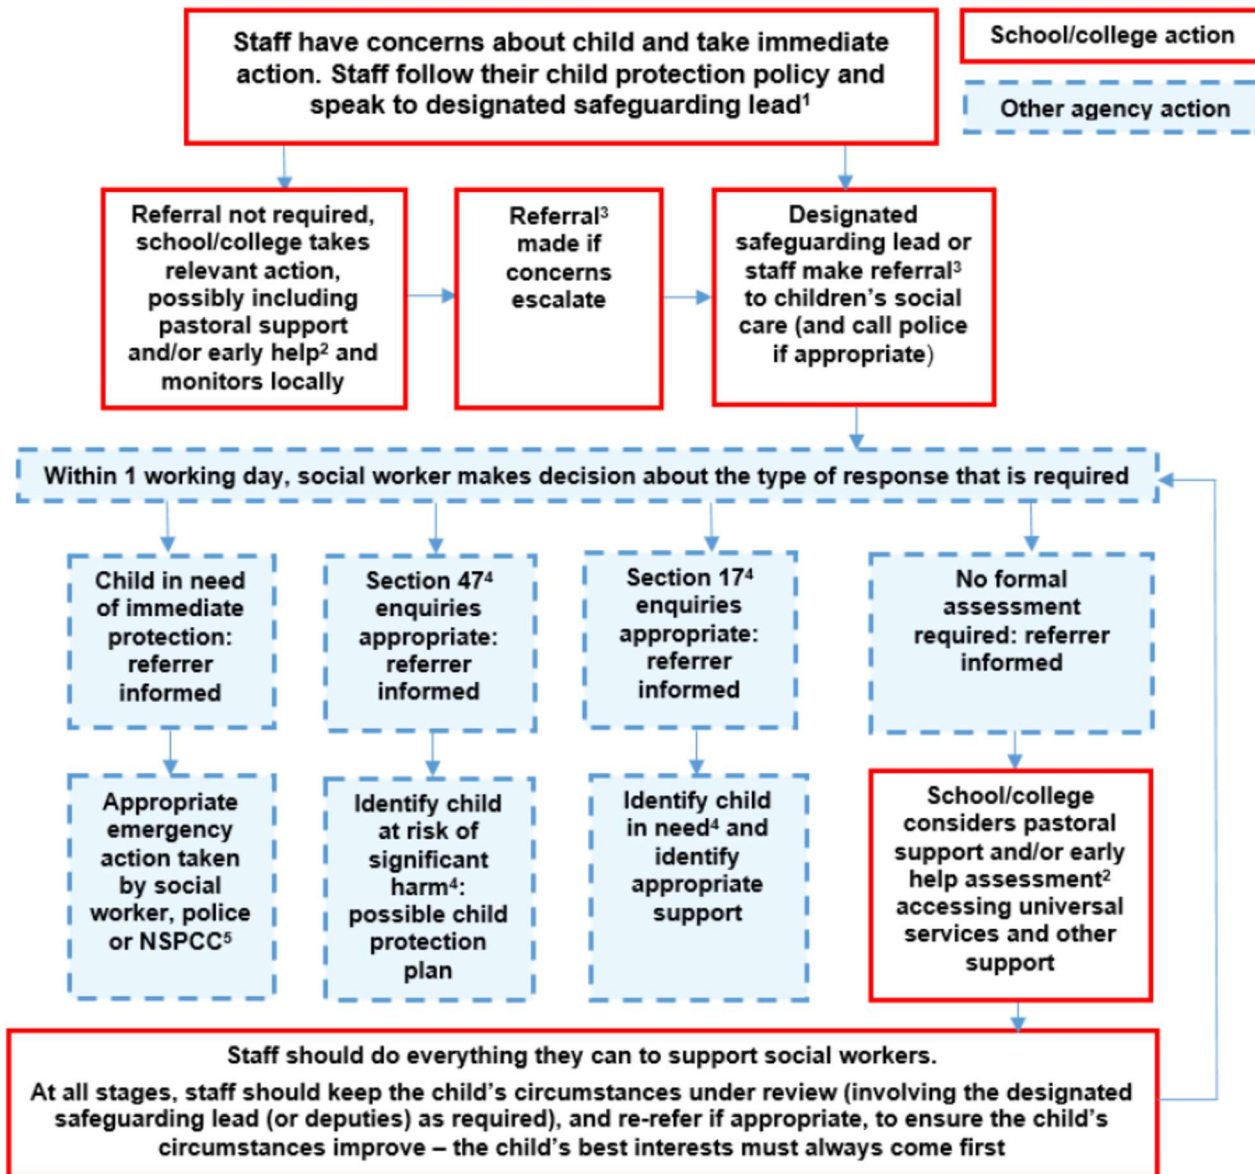 Staff have concerns about child and take immediate
action. Staff follow their child protection policy and
speak to designated safeguarding lead¹
School/college action
Other agency action
Referral not required,
school/college takes
relevant action,
possibly including
pastoral support
and/or early help² and
monitors locally
Referral³
made if
concerns
escalate
Designated
safeguarding lead or
staff make referral³
to children's social
care (and call police
if appropriate)
Within 1 working day, social worker makes decision about the type of response that is required
Child in need
of immediate
protection:
referrer
informed
Section 47⁴
enquiries
appropriate:
referrer
informed
Section 17⁴
enquiries
appropriate:
referrer
informed
No formal
assessment
required: referrer
informed
Appropriate
emergency
action taken
by social
worker, police
or NSPCC⁵
Identify child
at risk of
significant
harm⁴:
possible child
protection
plan
Identify child
in need⁴ and
identify
appropriate
support
School/college
considers pastoral
support and/or early
help assessment²
accessing universal
services and other
support
Staff should do everything they can to support social workers.
At all stages, staff should keep the child's circumstances under review (involving the designated
safeguarding lead (or deputies) as required), and re-refer if appropriate, to ensure the child's
circumstances improve – the child's best interests must always come first